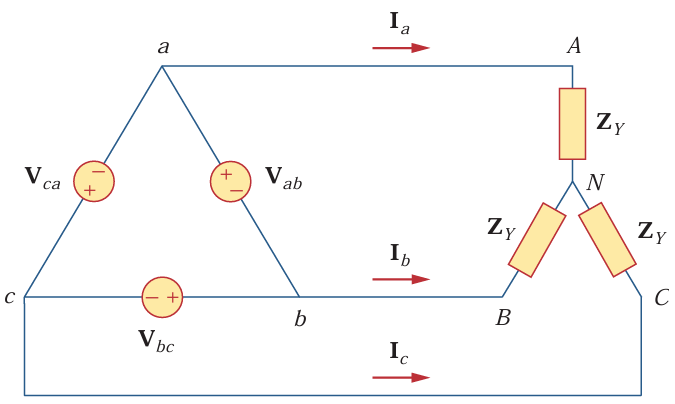 I_a
a
A
Z_Y
V_ca
− +
+ −
V_ab
N
Z_Y
Z_Y
I_b
c
− +
b
B
C
V_bc
I_c